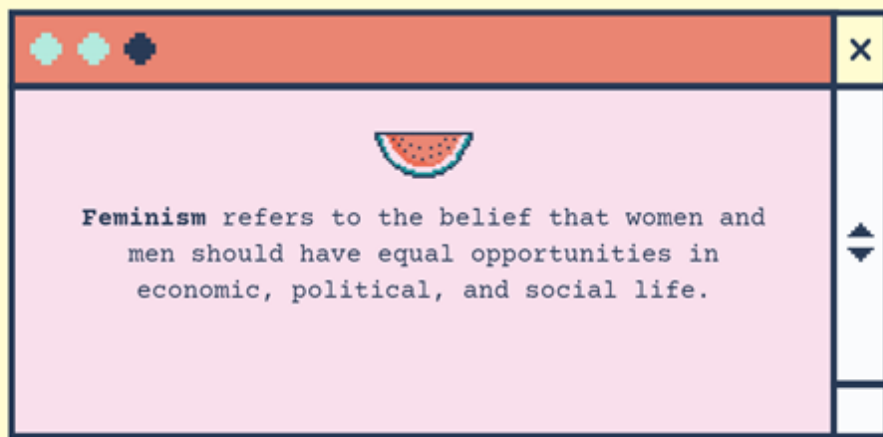 Feminism refers to the belief that women and
men should have equal opportunities in
economic, political, and social life.